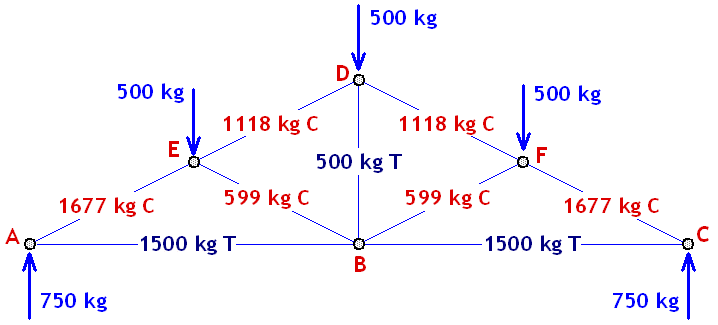 500 kg
D
500 kg
500 kg
1118 kg C
1118 kg C
E
F
500 kg T
1677 kg C
599 kg C
599 kg C
1677 kg C
A
C
1500 kg T
1500 kg T
B
750 kg
750 kg